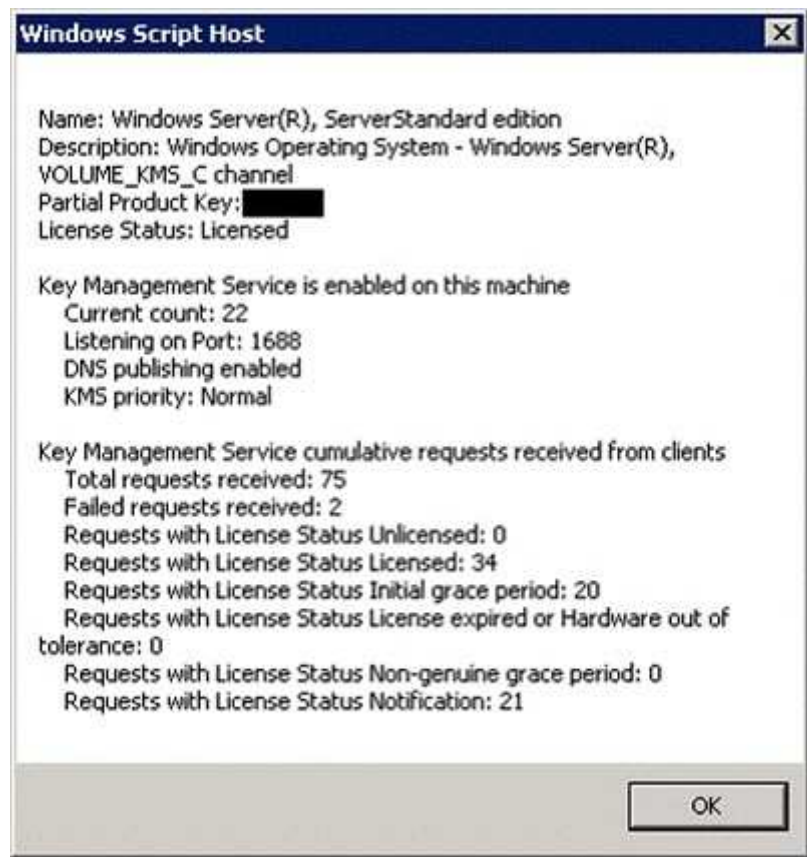 Windows Script Host
Name: Windows Server(R), ServerStandard edition
Description: Windows Operating System - Windows Server(R),
VOLUME_KMS_C channel
Partial Product Key:
License Status: Licensed
Key Management Service is enabled on this machine
Current count: 22
Listening on Port: 1688
DNS publishing enabled
KMS priority: Normal
Key Management Service cumulative requests received from clients
Total requests received: 75
Failed requests received: 2
Requests with License Status Unlicensed: 0
Requests with License Status Licensed: 34
Requests with License Status Initial grace period: 20
Requests with License Status License expired or Hardware out of
tolerance: 0
Requests with License Status Non-genuine grace period: 0
Requests with License Status Notification: 21
OK